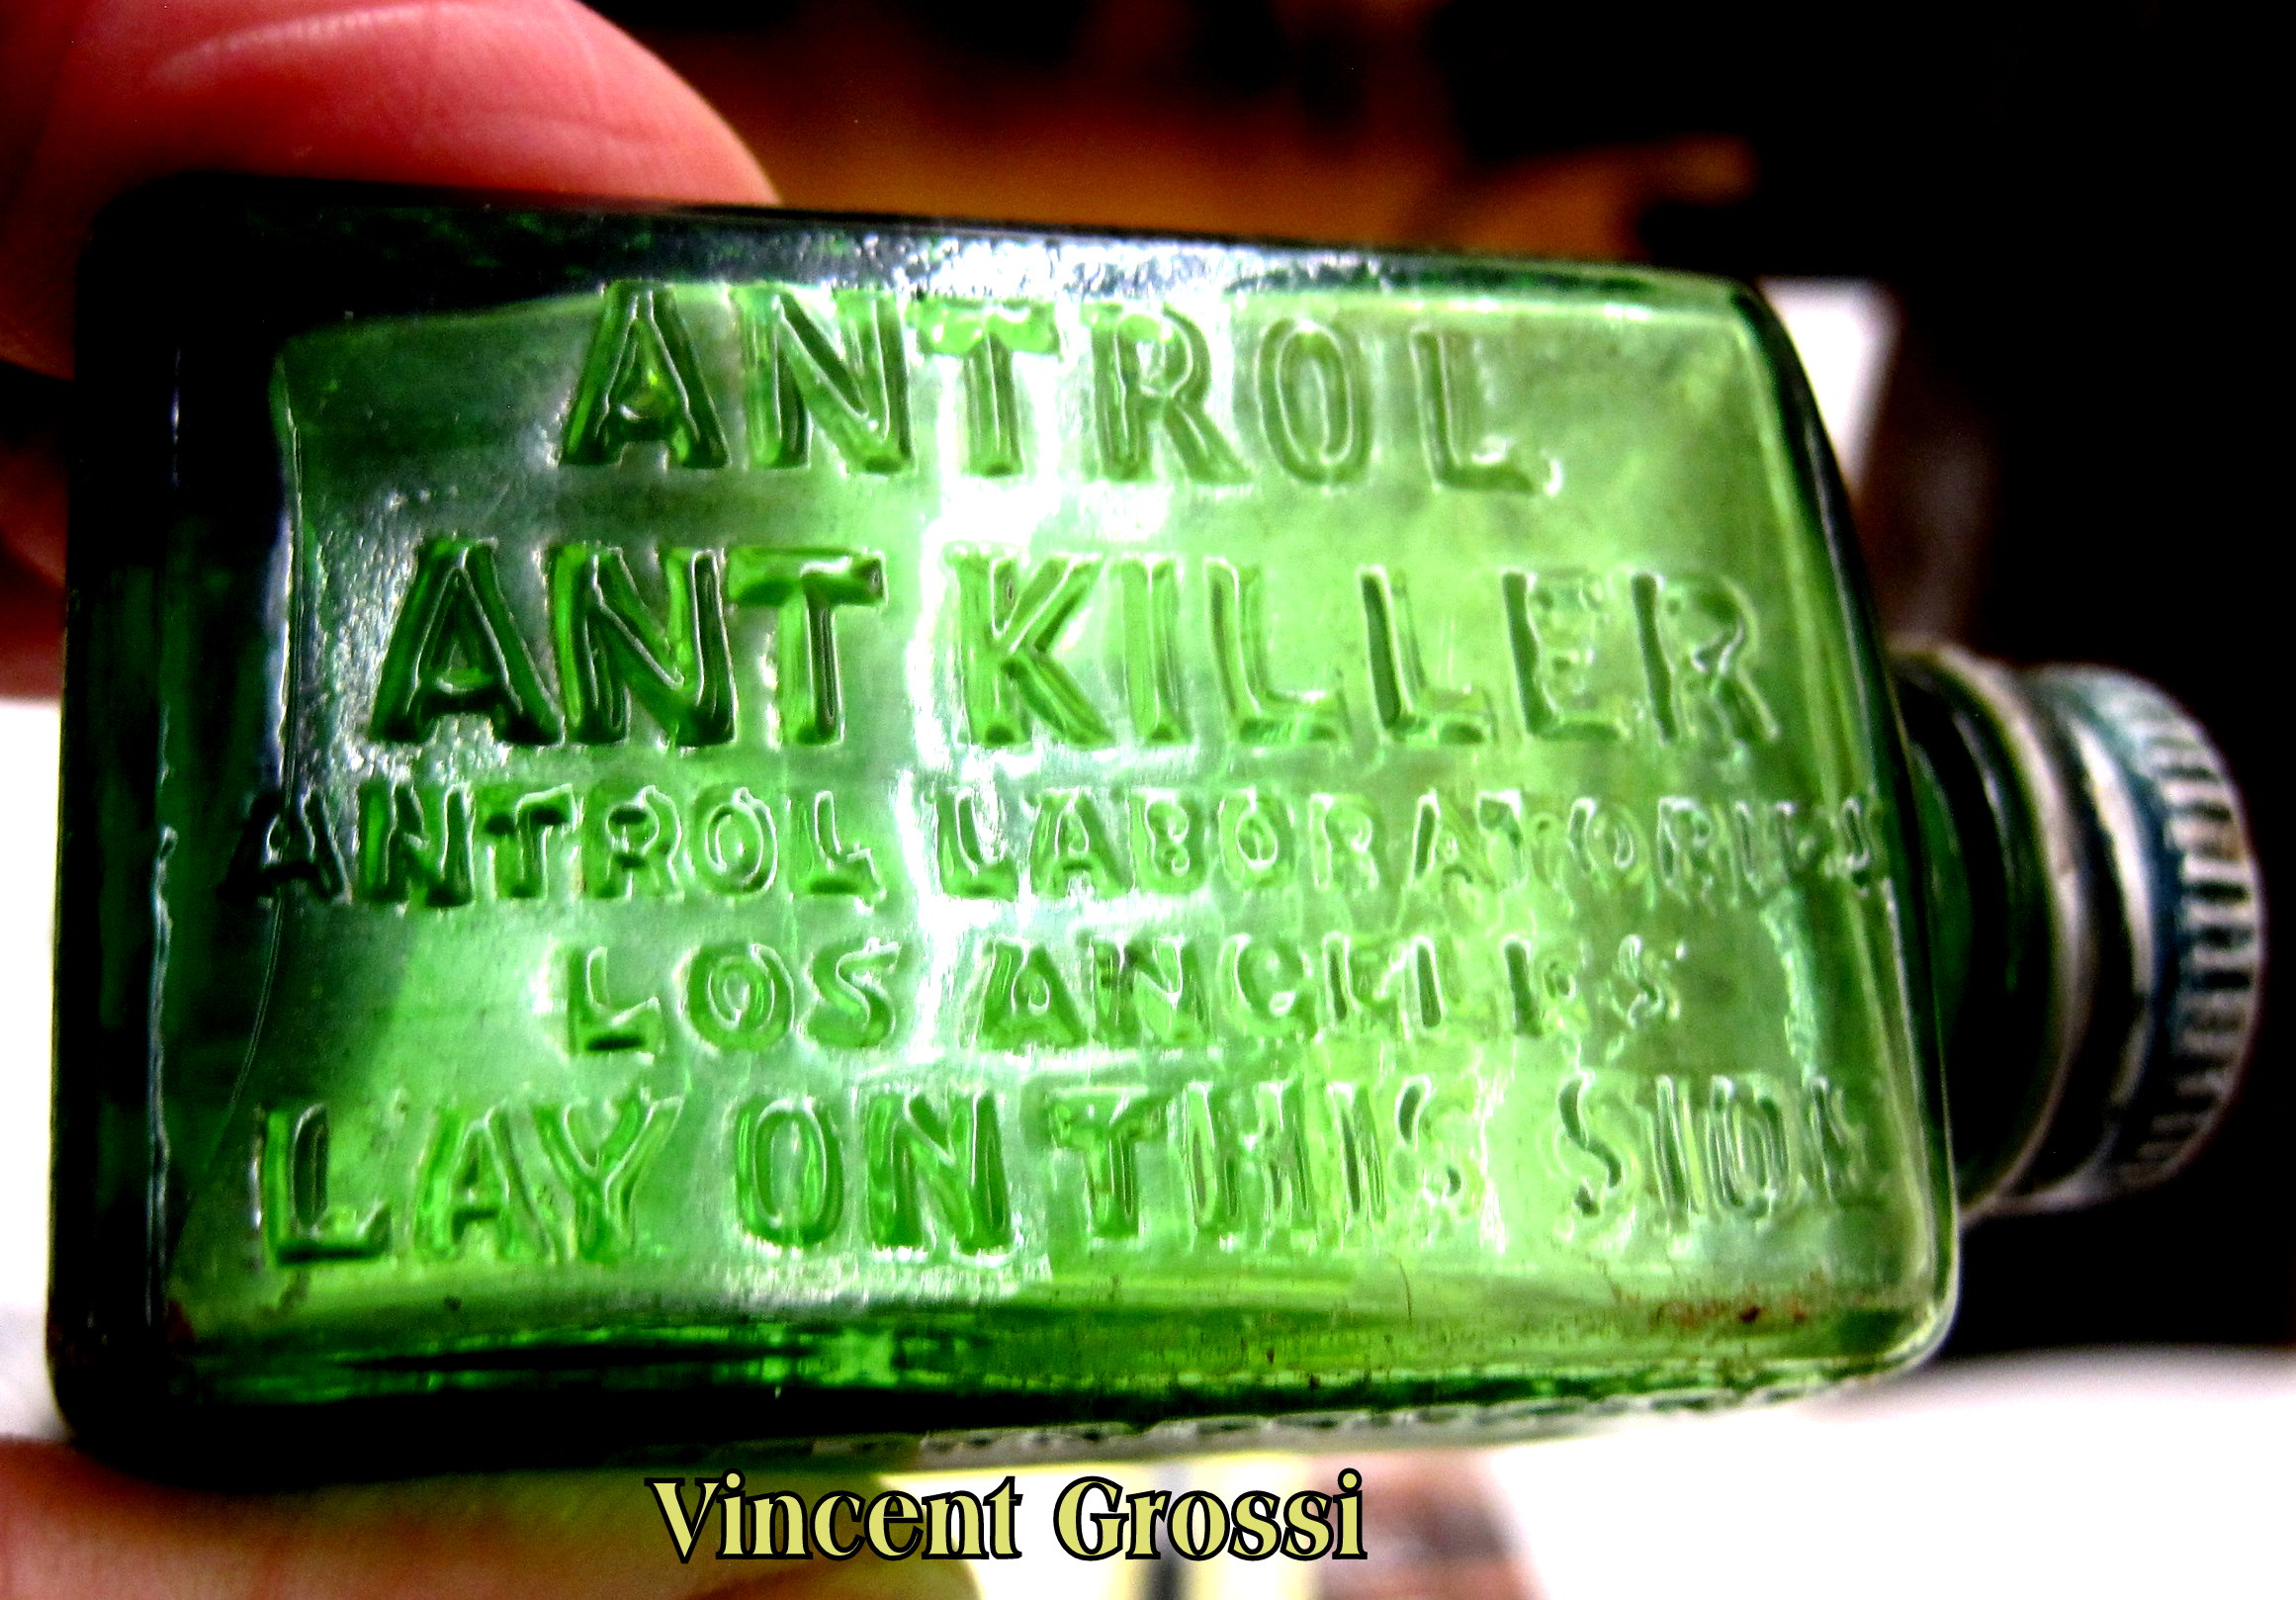 ANTROL
ANT KILLER
ANTROL LABORATORIES
LOS ANGELES
LAY ON THIS SIDE
Vincent Grossi